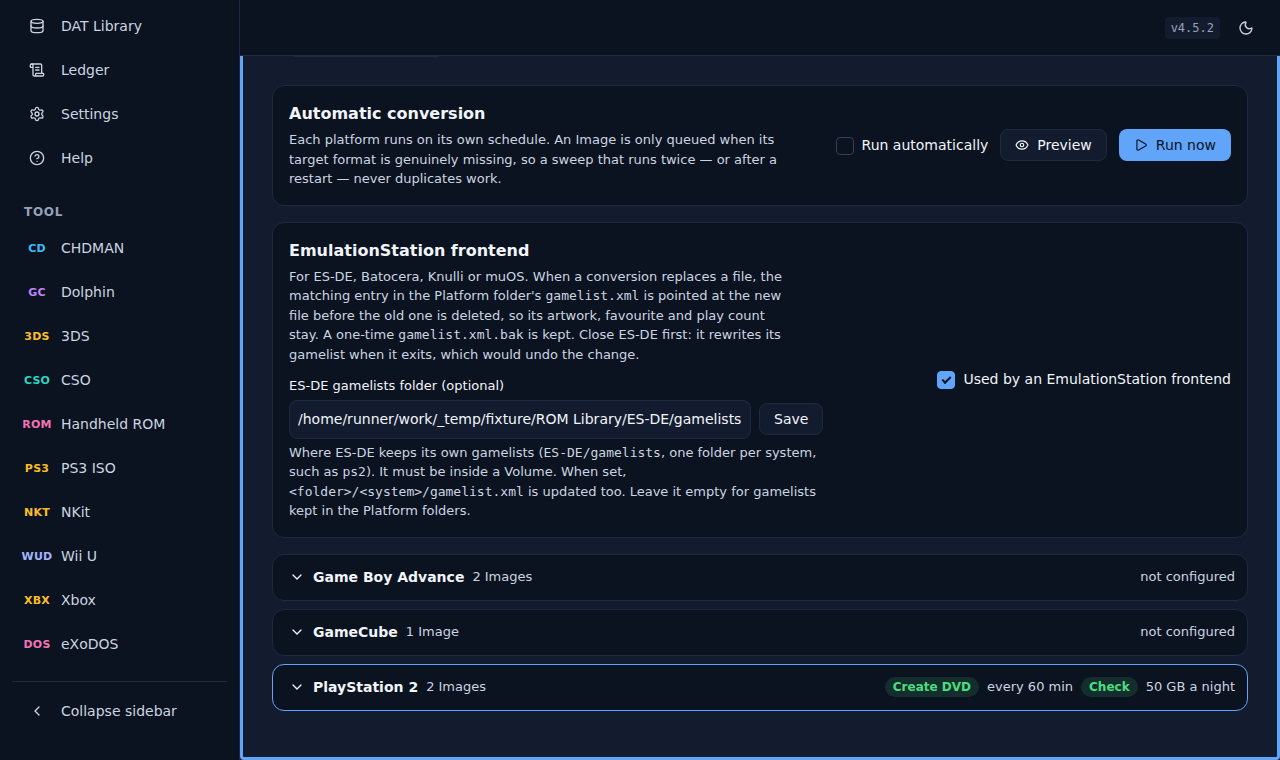 DAT Library
Ledger
Settings
Help
TOOL
CD CHDMAN
GC Dolphin
3DS 3DS
CSO CSO
ROM Handheld ROM
PS3 PS3 ISO
NKT NKit
WUD Wii U
XBX Xbox
DOS eXoDOS
Collapse sidebar
v4.5.2
Automatic conversion
Each platform runs on its own schedule. An Image is only queued when its
target format is genuinely missing, so a sweep that runs twice — or after a
restart — never duplicates work.
Run automatically
Preview
Run now
EmulationStation frontend
For ES-DE, Batocera, Knulli or muOS. When a conversion replaces a file, the
matching entry in the Platform folder's gamelist.xml is pointed at the new
file before the old one is deleted, so its artwork, favourite and play count
stay. A one-time gamelist.xml.bak is kept. Close ES-DE first: it rewrites its
gamelist when it exits, which would undo the change.
ES-DE gamelists folder (optional)
/home/runner/work/_temp/fixture/ROM Library/ES-DE/gamelists
Save
Where ES-DE keeps its own gamelists (ES-DE/gamelists, one folder per system,
such as ps2). It must be inside a Volume. When set,
<folder>/<system>/gamelist.xml is updated too. Leave it empty for gamelists
kept in the Platform folders.
Used by an EmulationStation frontend
Game Boy Advance 2 Images not configured
GameCube 1 Image not configured
PlayStation 2 2 Images Create DVD every 60 min Check 50 GB a night